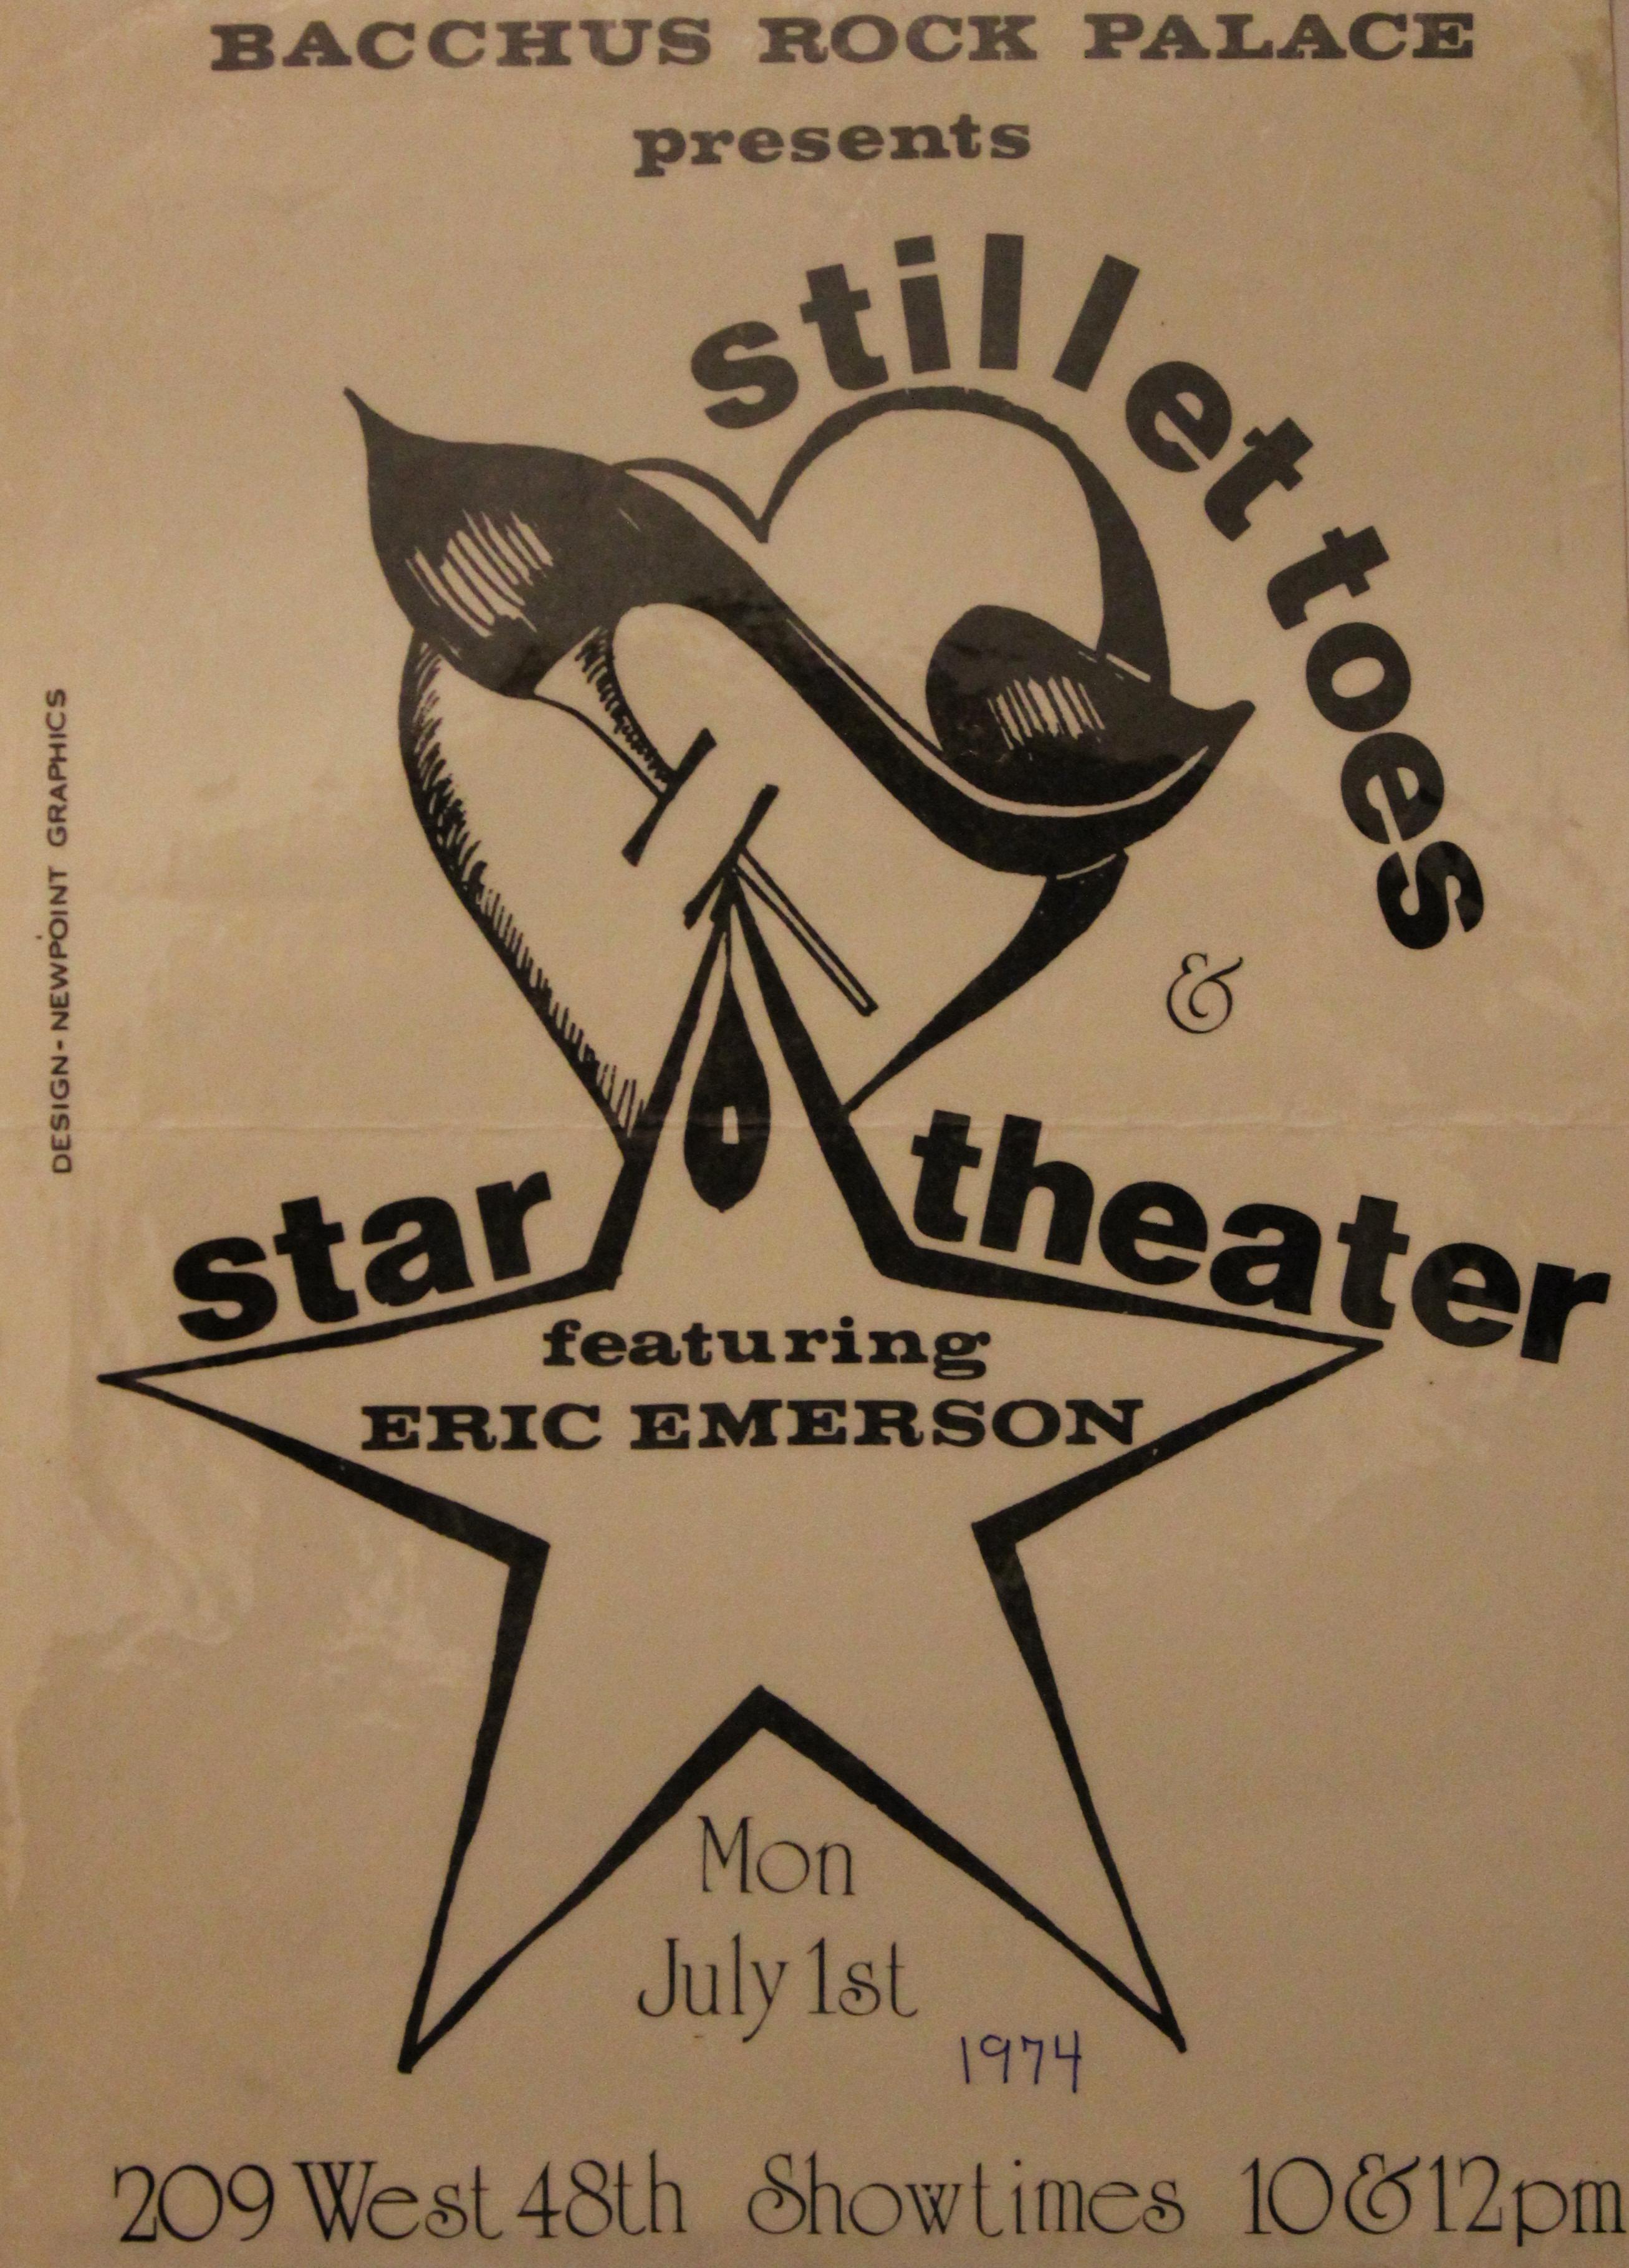 BACCHUS ROCK PALACE
presents
stillettoes
&
star theater
featuring
ERIC EMERSON
Mon
July 1st
1974
209 West 48th Showtimes 10&12pm
DESIGN-NEWPOINT GRAPHICS